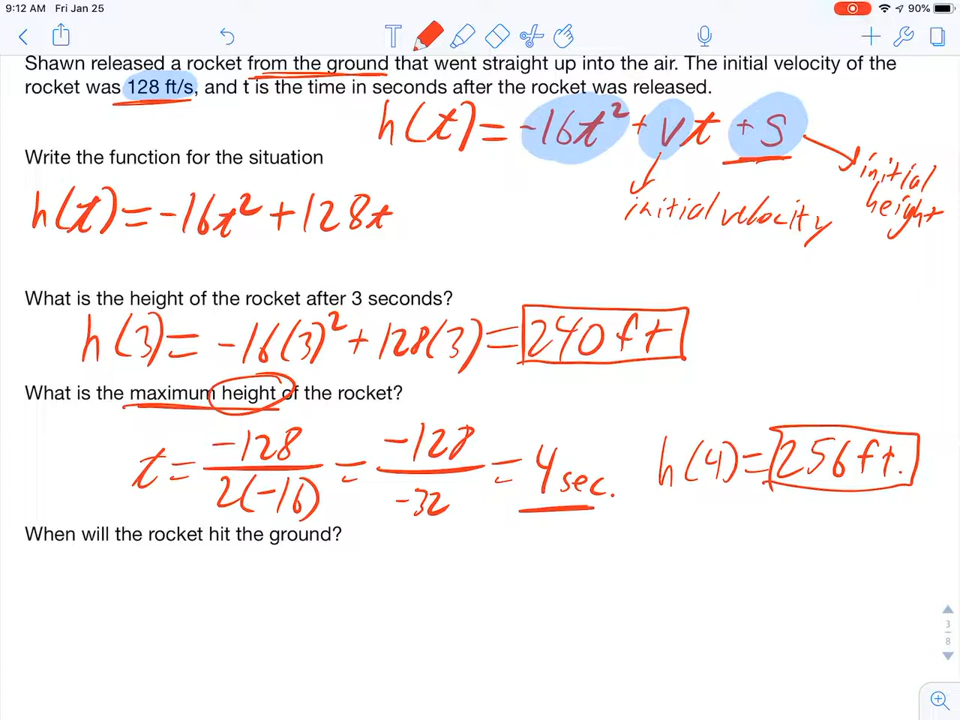 9:12 AM Fri Jan 25
90%
T
Shawn released a rocket from the ground that went straight up into the air. The initial velocity of the
rocket was 128 ft/s, and t is the time in seconds after the rocket was released.
h(t) = -16t² + vt + S
Write the function for the situation
initial velocity
initial
height
h(t) = -16t² + 128t
What is the height of the rocket after 3 seconds?
h(3) = -16(3)² + 128(3) = 240 ft
What is the maximum height of the rocket?
t = -128/2(-16) = -128/-32 = 4 sec. h(4) = 256 ft.
When will the rocket hit the ground?
3
8